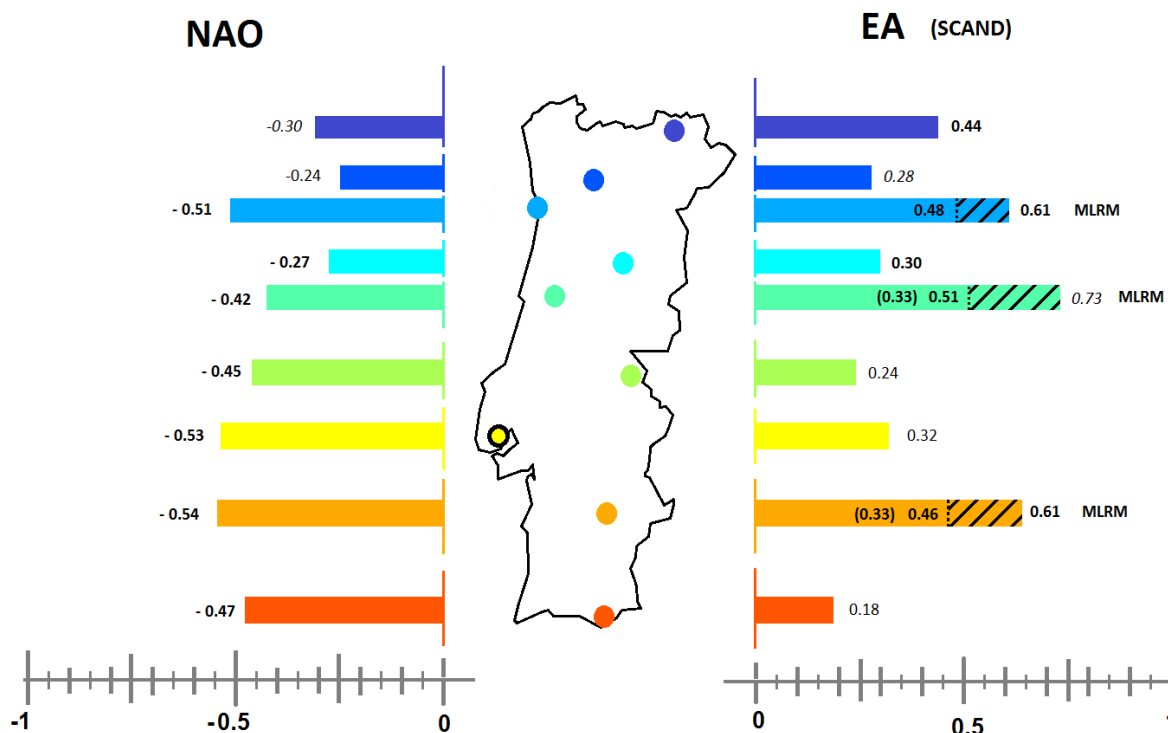 NAO EA (SCAND)
-0.30 0.44
-0.24 0.28
- 0.51 0.48 0.61 MLRM
- 0.27 0.30
- 0.42 (0.33) 0.51 0.73 MLRM
- 0.45 0.24
- 0.53 0.32
- 0.54 (0.33) 0.46 0.61 MLRM
- 0.47 0.18
-1 -0.5 0 0 0.5